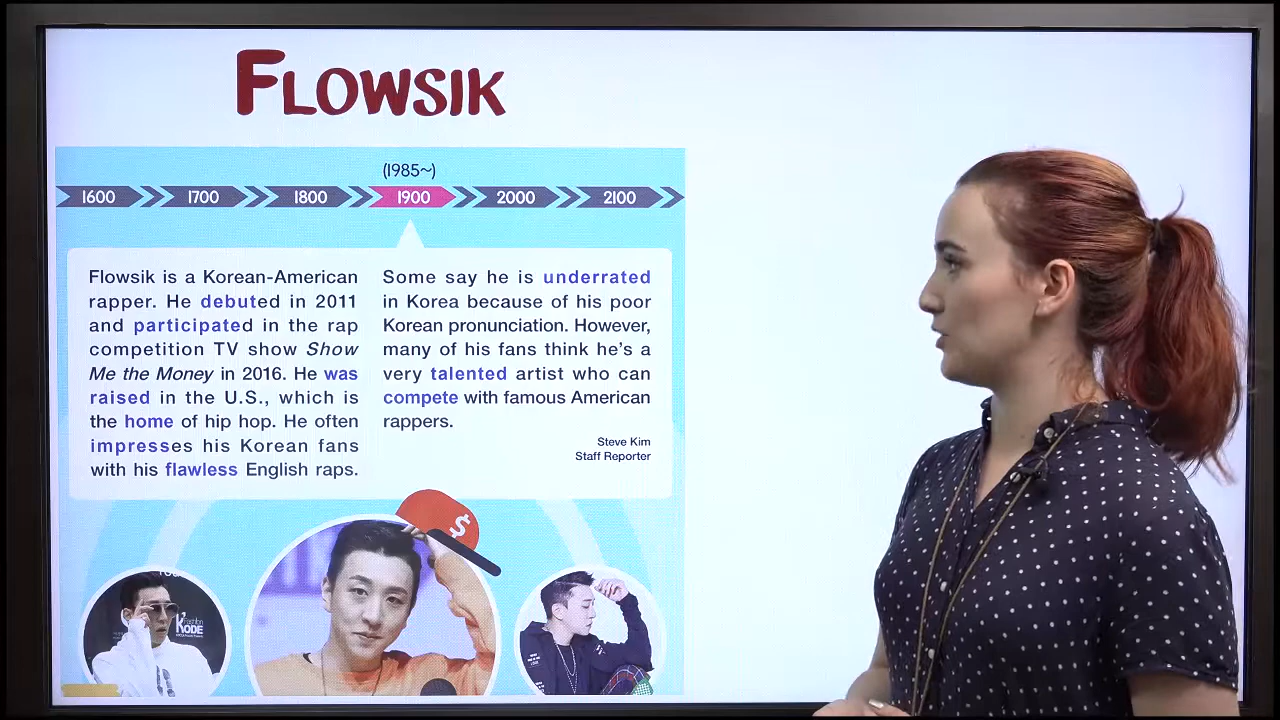 FLOWSIK
(1985~)
1600 1700 1800 1900 2000 2100
Flowsik is a Korean-American
rapper. He debuted in 2011
and participated in the rap
competition TV show Show
Me the Money in 2016. He was
raised in the U.S., which is
the home of hip hop. He often
impresses his Korean fans
with his flawless English raps.
Some say he is underrated
in Korea because of his poor
Korean pronunciation. However,
many of his fans think he's a
very talented artist who can
compete with famous American
rappers.
Steve Kim
Staff Reporter
$
Fashion
KODE